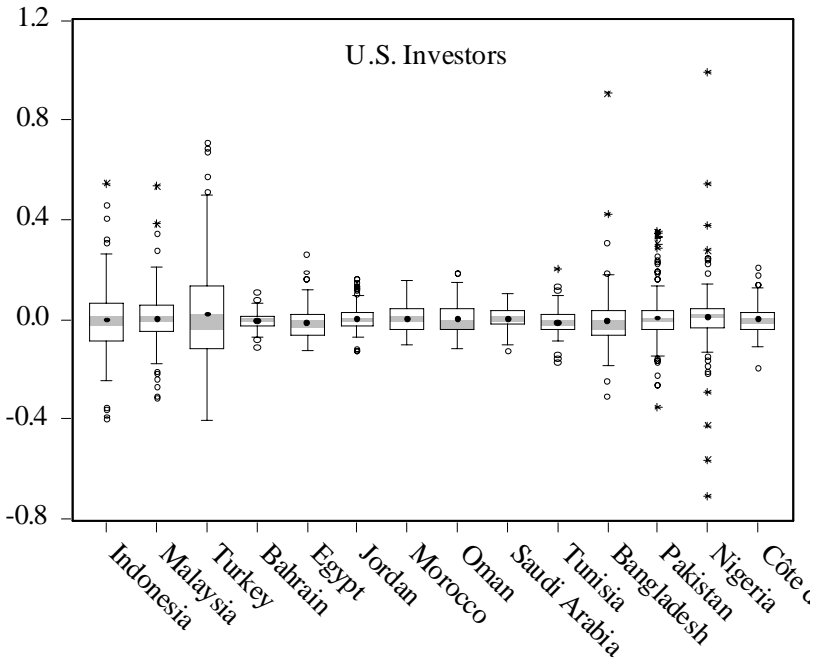 1.2
U.S. Investors
0.8
0.4
0.0
-0.4
-0.8
Indonesia
Malaysia
Turkey
Bahrain
Egypt
Jordan
Morocco
Oman
Saudi Arabia
Tunisia
Bangladesh
Pakistan
Nigeria
Côte